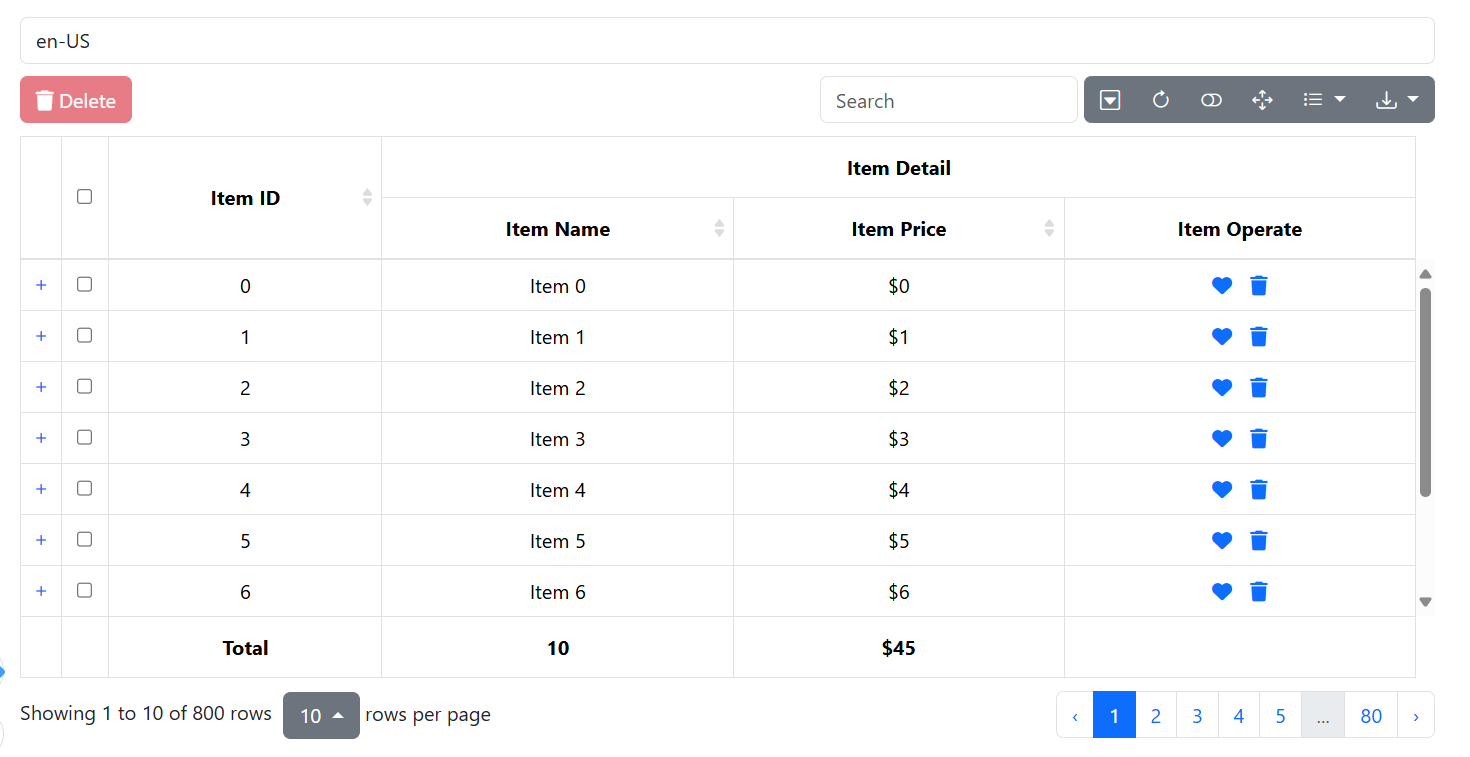 en-US
Delete Search
Item ID Item Detail
Item Name Item Price Item Operate
+ 0 Item 0 $0
+ 1 Item 1 $1
+ 2 Item 2 $2
+ 3 Item 3 $3
+ 4 Item 4 $4
+ 5 Item 5 $5
+ 6 Item 6 $6
Total 10 $45
Showing 1 to 10 of 800 rows 10 rows per page ‹ 1 2 3 4 5 ... 80 ›